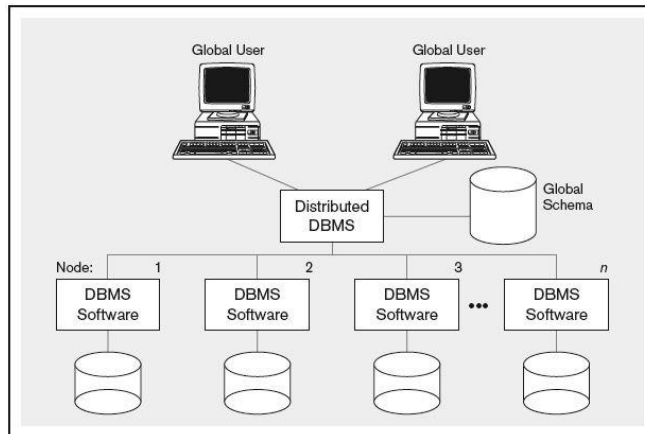 Global User
Global User
Distributed
DBMS
Global
Schema
Node:
1
2
3
n
DBMS
Software
DBMS
Software
DBMS
Software
•••
DBMS
Software